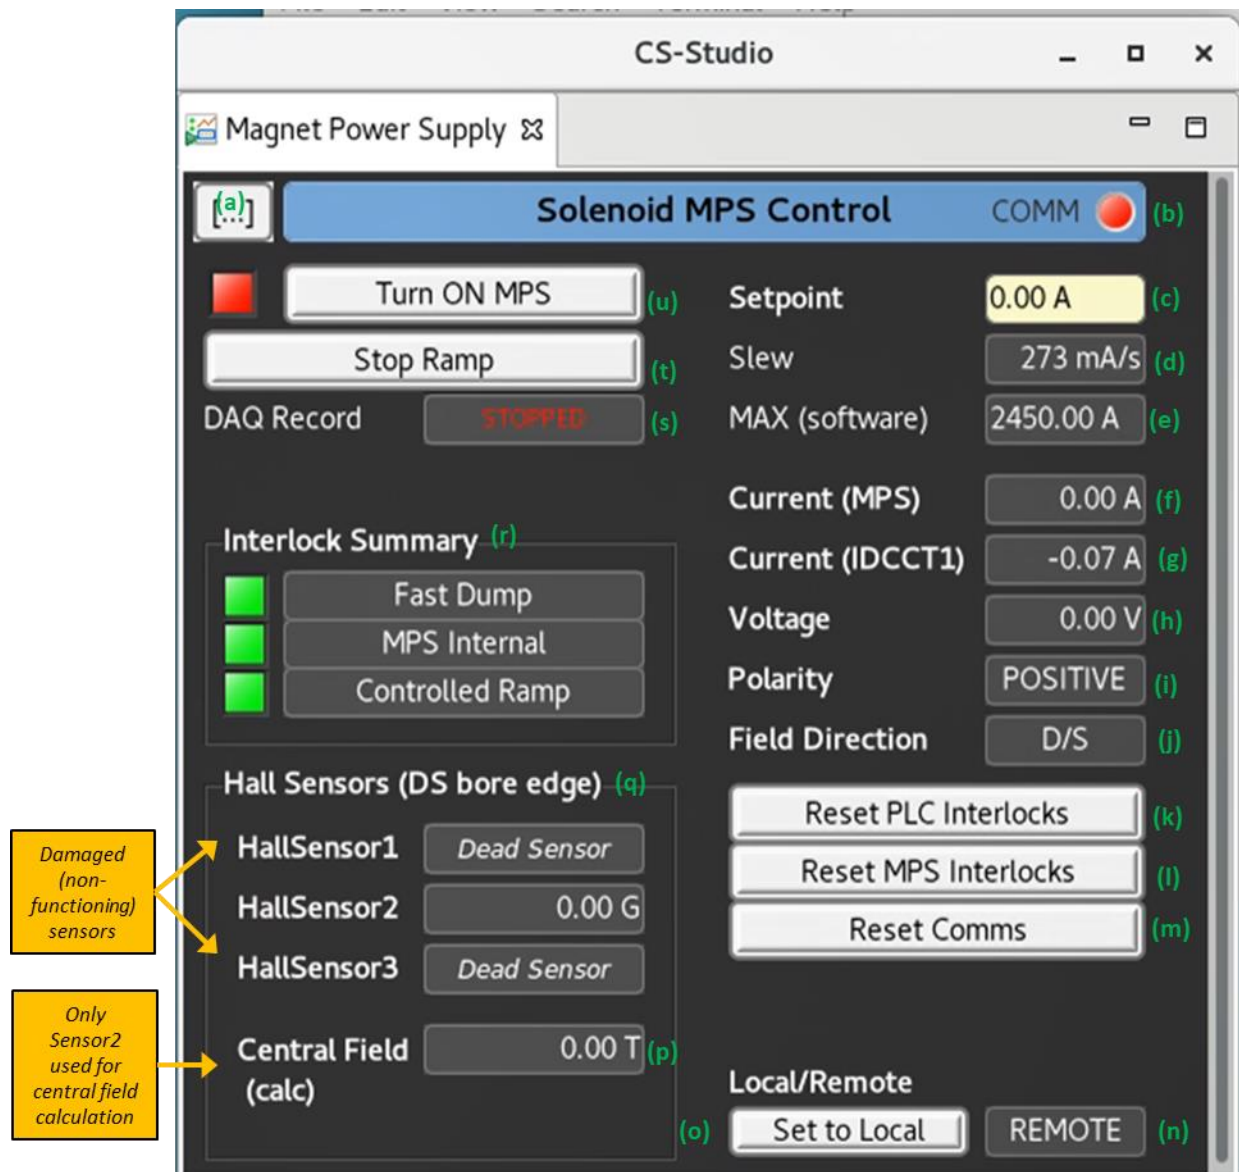 CS-Studio
Magnet Power Supply
(a)
[...]
Solenoid MPS Control
COMM
(b)
Turn ON MPS
(u)
Stop Ramp
(t)
DAQ Record
STOPPED
(s)
Setpoint
0.00 A
(c)
Slew
273 mA/s
(d)
MAX (software)
2450.00 A
(e)
Current (MPS)
0.00 A
(f)
Current (IDCCT1)
-0.07 A
(g)
Voltage
0.00 V
(h)
Polarity
POSITIVE
(i)
Field Direction
D/S
(j)
Interlock Summary
(r)
Fast Dump
MPS Internal
Controlled Ramp
Hall Sensors (DS bore edge)
(q)
HallSensor1
Dead Sensor
HallSensor2
0.00 G
HallSensor3
Dead Sensor
Central Field
(calc)
0.00 T
(p)
Damaged
(non-
functioning)
sensors
Only
Sensor2
used for
central field
calculation
Reset PLC Interlocks
(k)
Reset MPS Interlocks
(l)
Reset Comms
(m)
Local/Remote
(o)
Set to Local
REMOTE
(n)